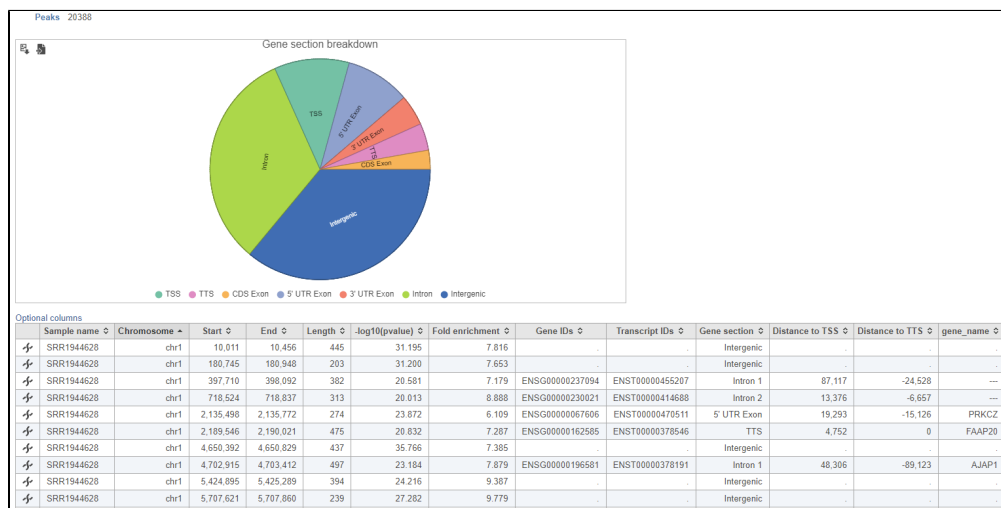 Peaks 20388
Gene section breakdown
TSS
5' UTR Exon
3' UTR Exon
TTS
CDS Exon
Intron
Intergenic
TSS TTS CDS Exon 5' UTR Exon 3' UTR Exon Intron Intergenic
Optional columns
Sample name Chromosome Start End Length -log10(pvalue) Fold enrichment Gene IDs Transcript IDs Gene section Distance to TSS Distance to TTS gene_name
SRR1944628 chr1 10,011 10,456 445 31.195 7.816 . . Intergenic . . .
SRR1944628 chr1 180,745 180,948 203 31.200 7.653 . . Intergenic . . .
SRR1944628 chr1 397,710 398,092 382 20.581 7.179 ENSG00000237094 ENST00000455207 Intron 1 87,117 -24,528 ---
SRR1944628 chr1 718,524 718,837 313 20.013 8.888 ENSG00000230021 ENST00000414688 Intron 2 13,376 -6,657 ---
SRR1944628 chr1 2,135,498 2,135,772 274 23.872 6.109 ENSG00000067606 ENST00000470511 5' UTR Exon 19,293 -15,126 PRKCZ
SRR1944628 chr1 2,189,546 2,190,021 475 20.832 7.287 ENSG00000162585 ENST00000378546 TTS 4,752 0 FAAP20
SRR1944628 chr1 4,650,392 4,650,829 437 35.766 7.385 . . Intergenic . . .
SRR1944628 chr1 4,702,915 4,703,412 497 23.184 7.879 ENSG00000196581 ENST00000378191 Intron 1 48,306 -89,123 AJAP1
SRR1944628 chr1 5,424,895 5,425,289 394 24.216 9.387 . . Intergenic . . .
SRR1944628 chr1 5,707,621 5,707,860 239 27.282 9.779 . . Intergenic . . .